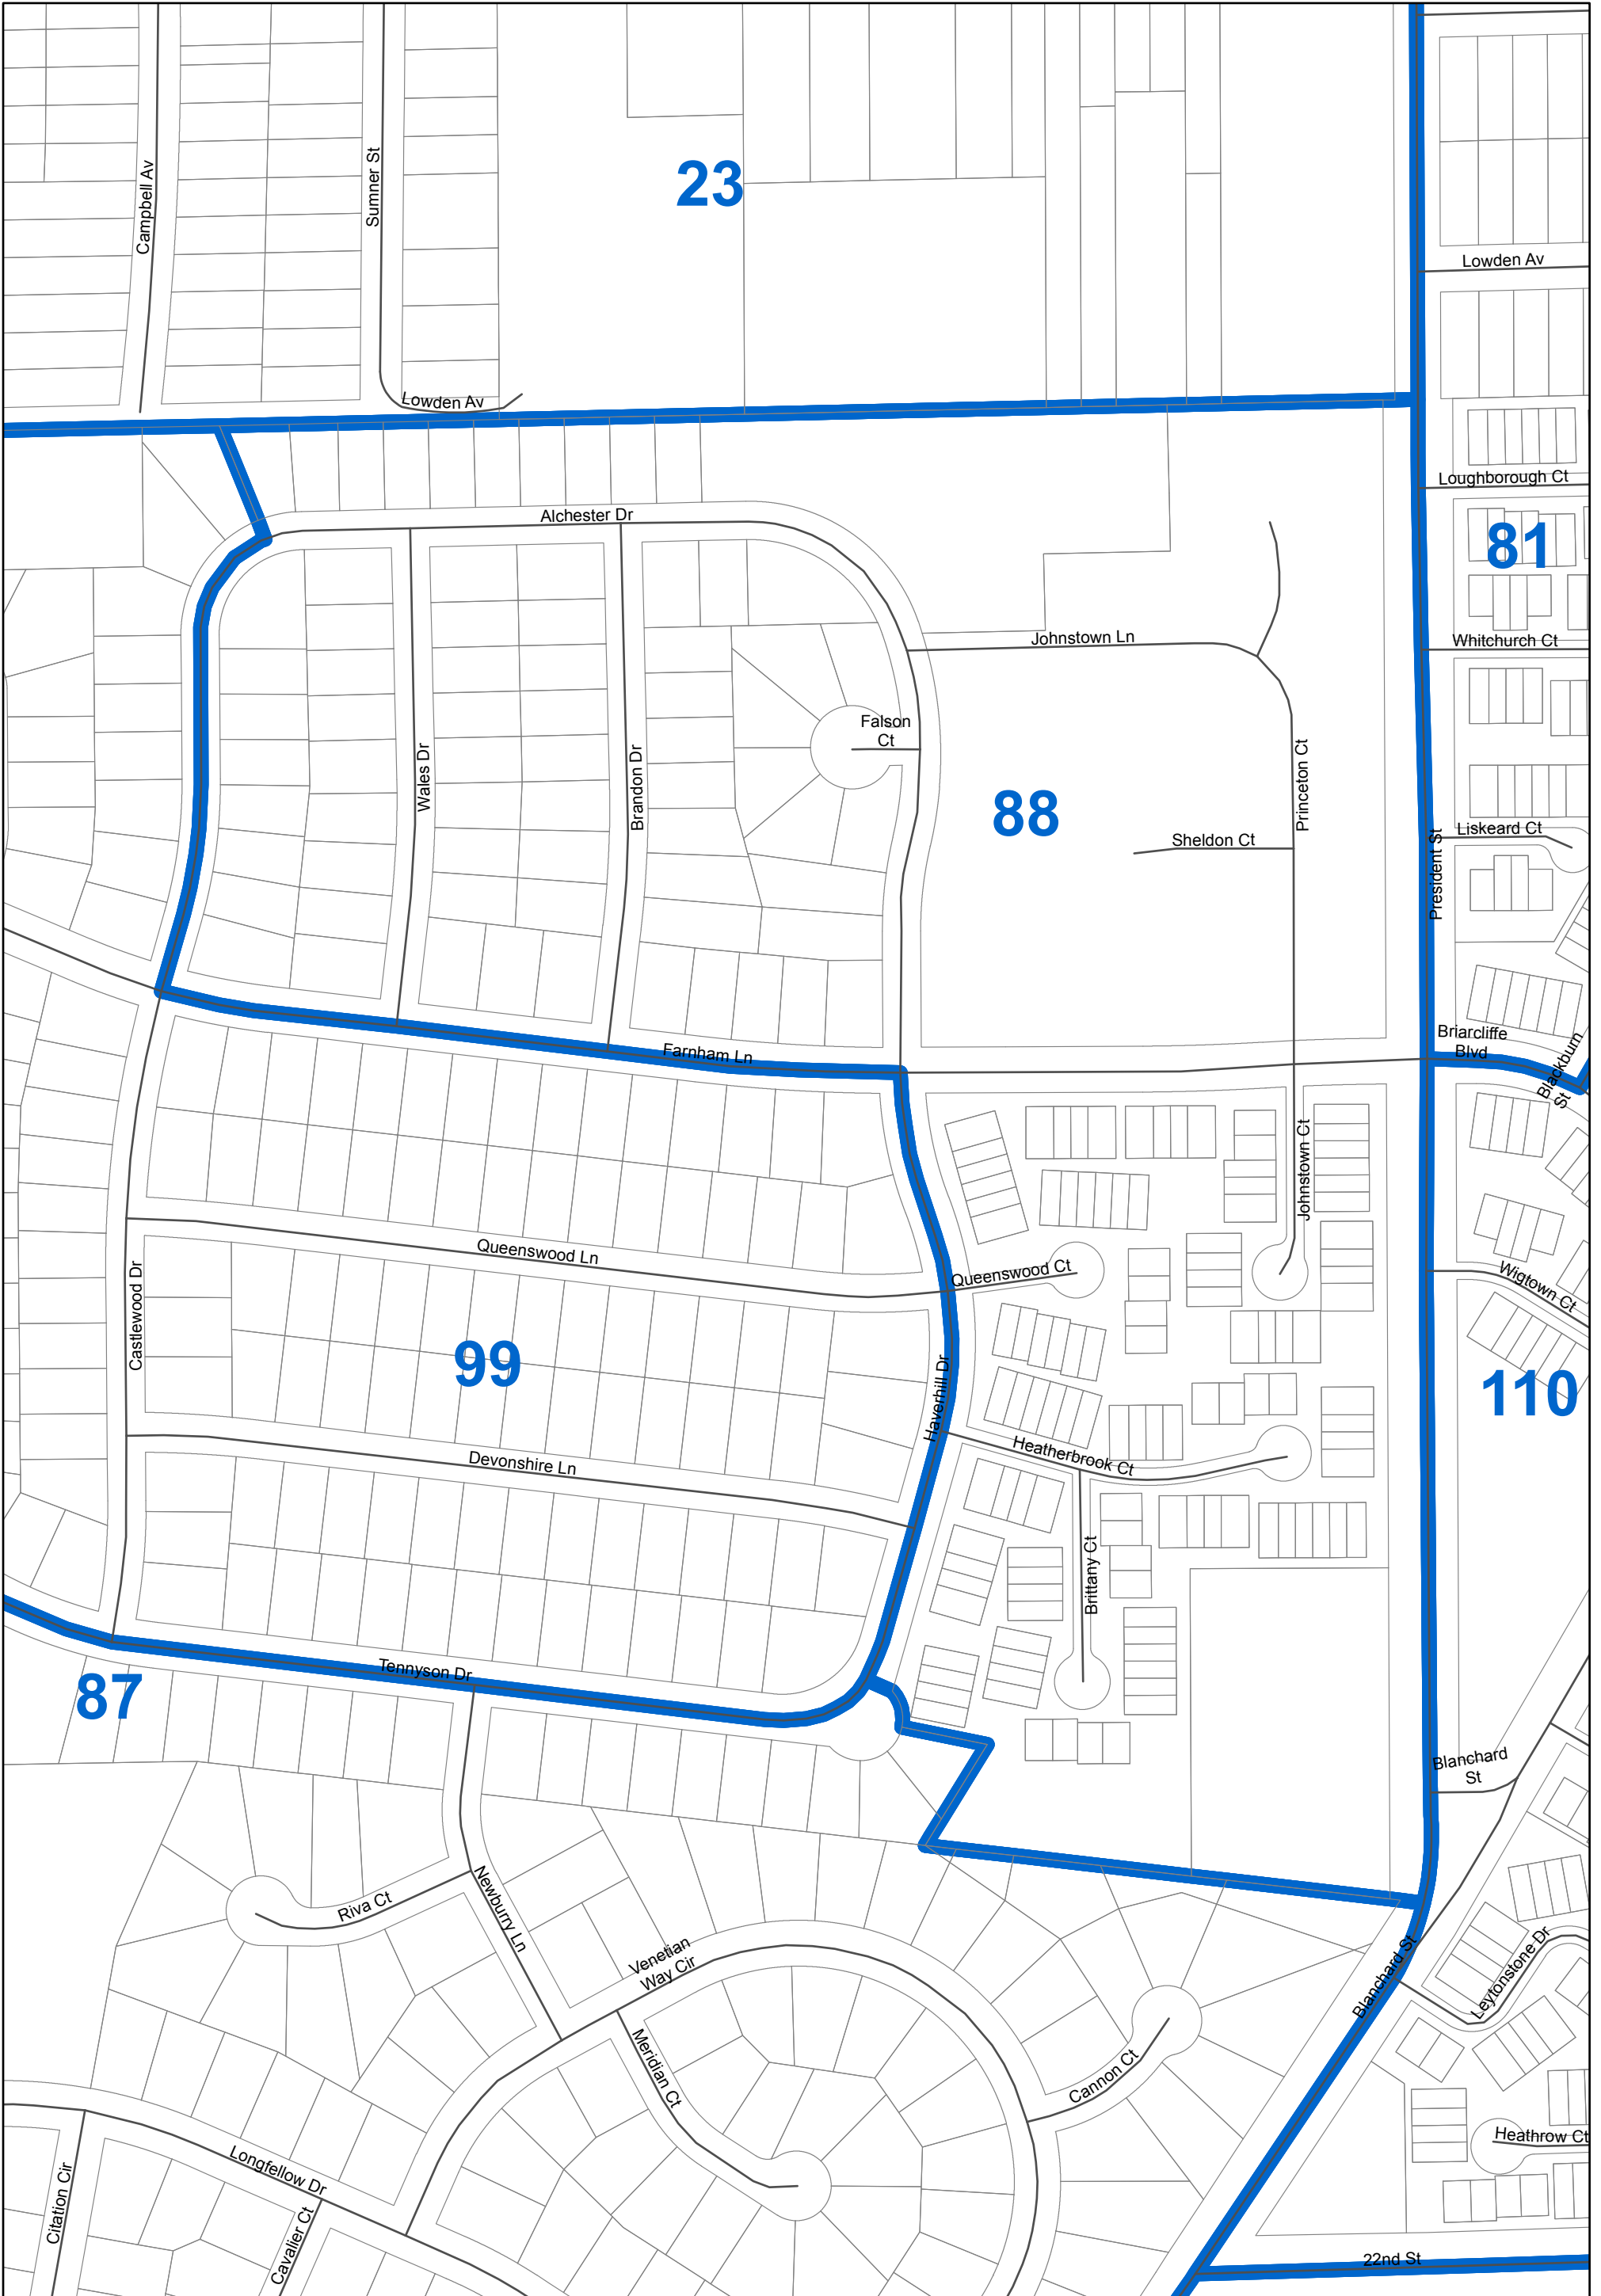 Campbell Av
Sumner St
23
Lowden Av
Lowden Av
Loughborough Ct
Alchester Dr
81
Johnstown Ln
Whitchurch Ct
Falson
Ct
Wales Dr
Brandon Dr
Princeton Ct
88
Sheldon Ct
President St
Liskeard Ct
Farnham Ln
Briarcliffe
Blvd
Blackburn
St
Johnstown Ct
Queenswood Ln
Queenswood Ct
Wigtown Ct
Castlewood Dr
99
Haverhill Dr
110
Devonshire Ln
Heatherbrook Ct
Brittany Ct
Tennyson Dr
87
Blanchard
St
Riva Ct
Newburry Ln
Venetian
Way Cir
Blanchard St
Leytonstone Dr
Meridian Ct
Cannon Ct
Heathrow Ct
Longfellow Dr
Citation Cir
Cavalier Ct
22nd St